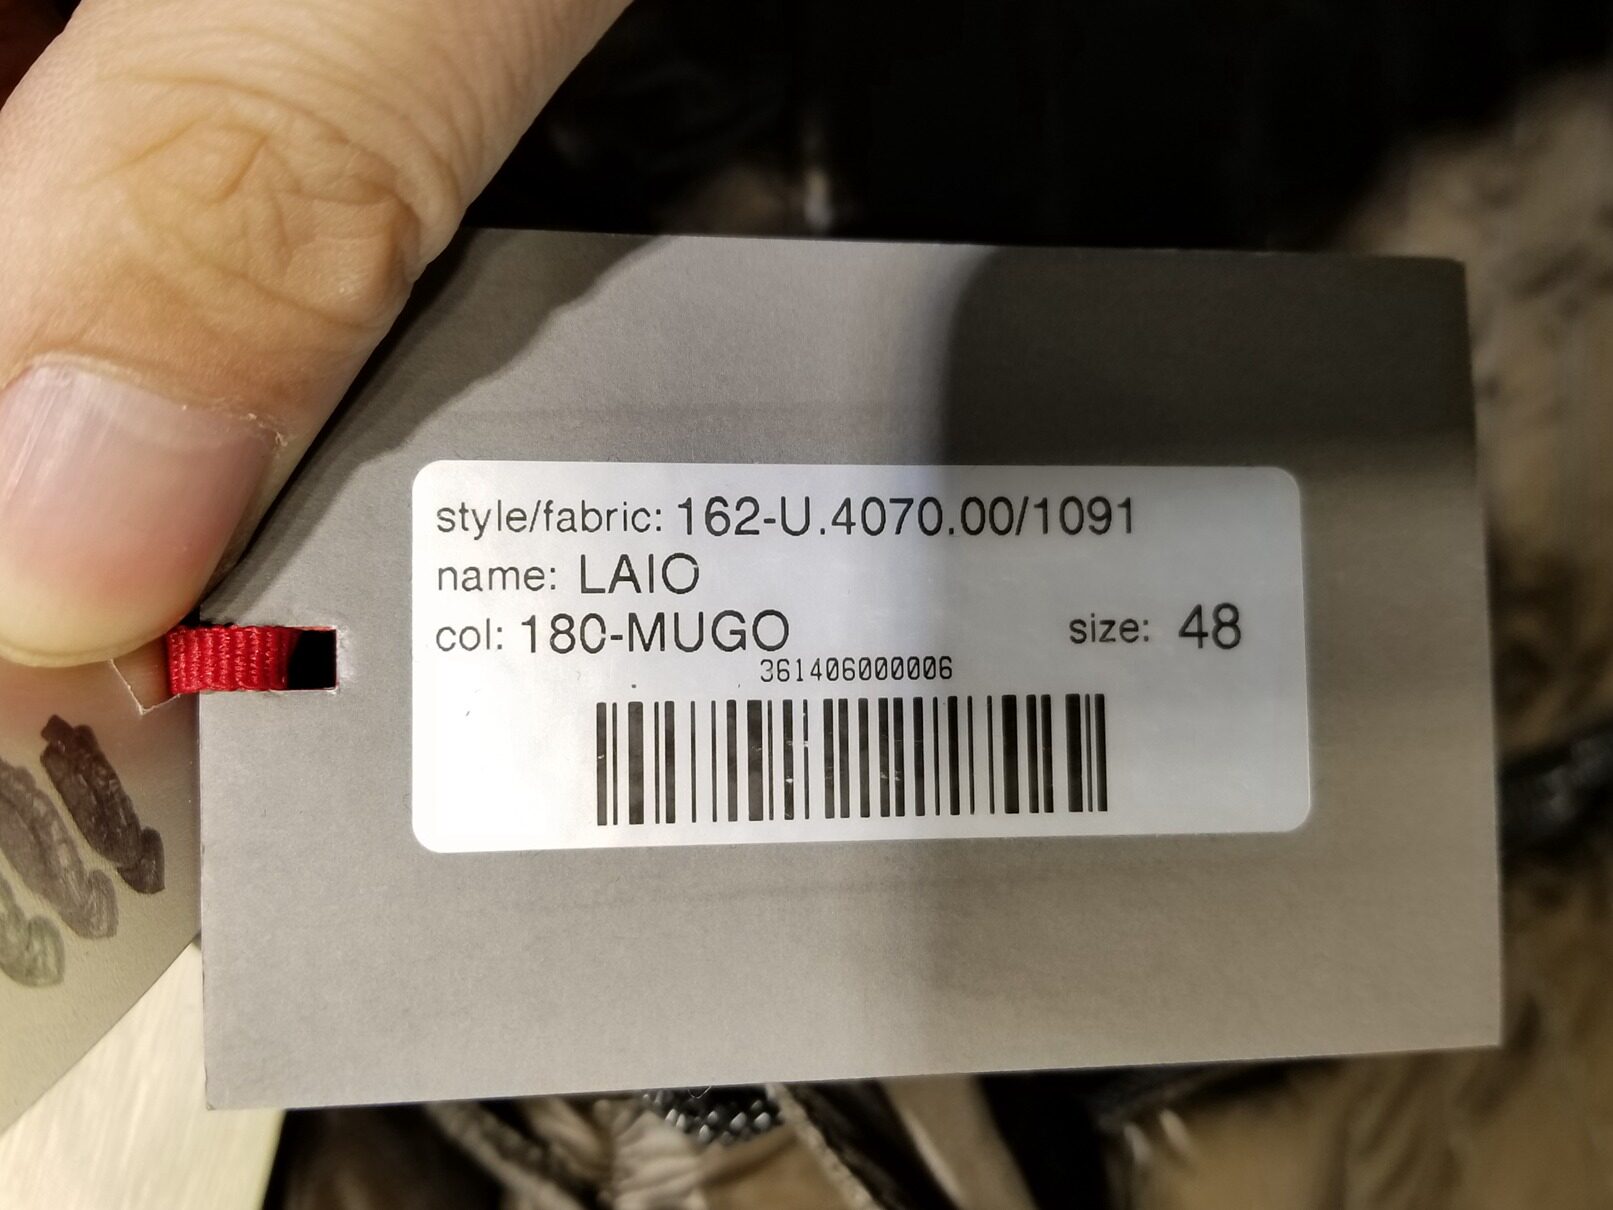 style/fabric: 162-U.4070.00/1091
name: LAIO
col: 180-MUGO size: 48
361406000006